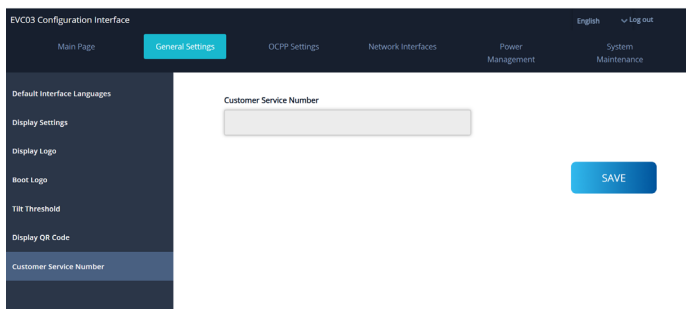 EVC03 Configuration Interface
English
Log out
Main Page
General Settings
OCPP Settings
Network Interfaces
Power
Management
System
Maintenance
Default Interface Languages
Display Settings
Display Logo
Boot Logo
Tilt Threshold
Display QR Code
Customer Service Number
Customer Service Number
SAVE